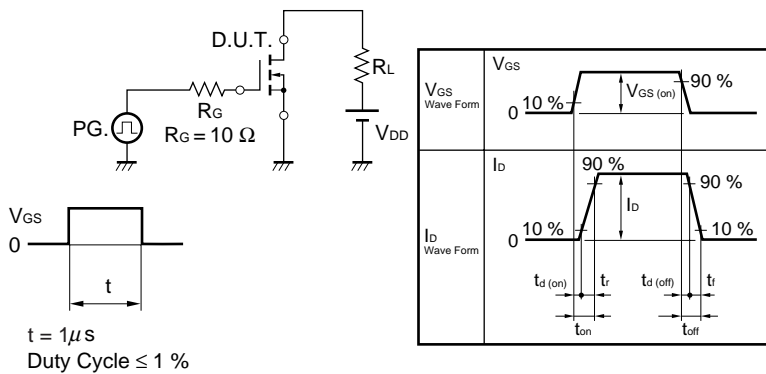 D.U.T.
RL
RG
PG.
RG = 10 Ω
VDD
VGS
0
t
t = 1μs
Duty Cycle ≤ 1 %
VGS
Wave Form
VGS
10 %
0
VGS (on)
90 %
ID
Wave Form
ID
90 %
90 %
ID
10 %
0
10 %
td (on)
tr
td (off)
tf
ton
toff